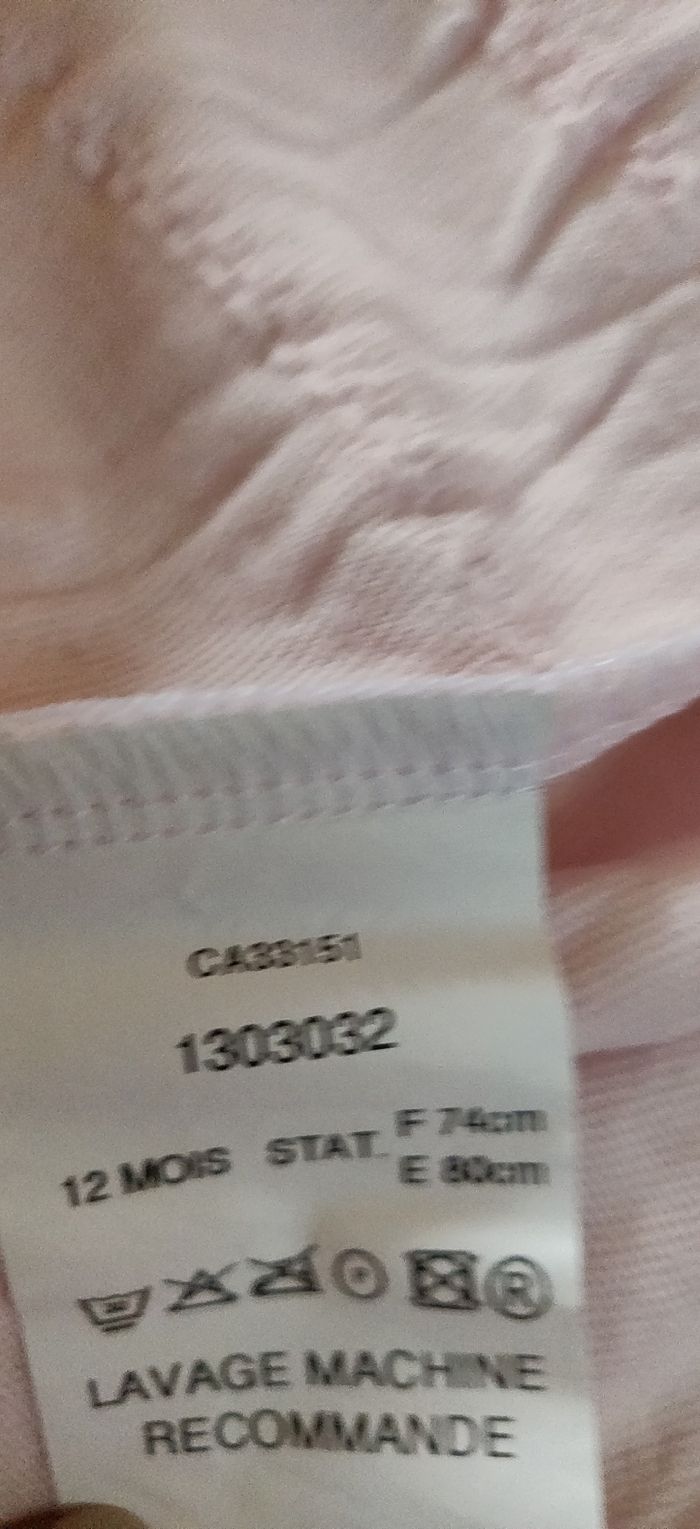 CA33151
1303032
12 MOIS STAT. F 74cm
E 80cm
LAVAGE MACHINE
RECOMMANDE